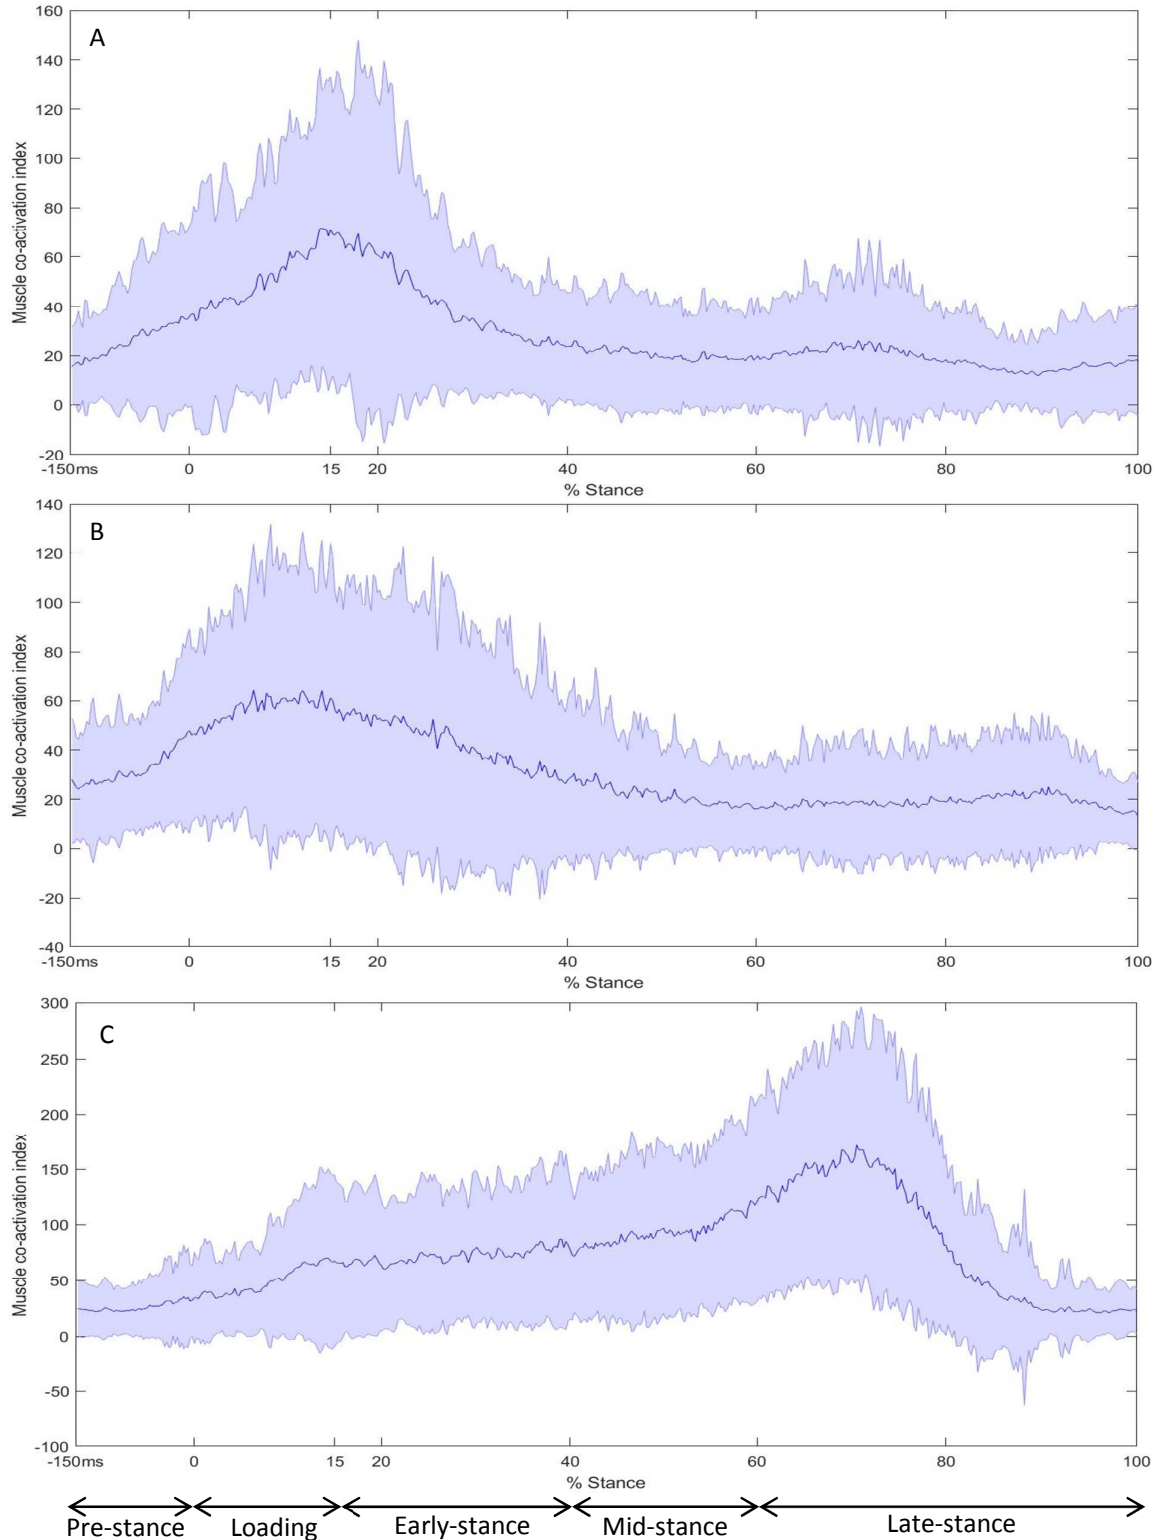 160
A
140
120
100
80
60
40
20
0
-20
Muscle co-activation index
-150ms 0 15 20 40 60 80 100
% Stance
140
B
120
100
80
60
40
20
0
-20
-40
Muscle co-activation index
-150ms 0 15 20 40 60 80 100
% Stance
300
C
250
200
150
100
50
0
-50
-100
Muscle co-activation index
-150ms 0 15 20 40 60 80 100
% Stance
Pre-stance Loading Early-stance Mid-stance Late-stance